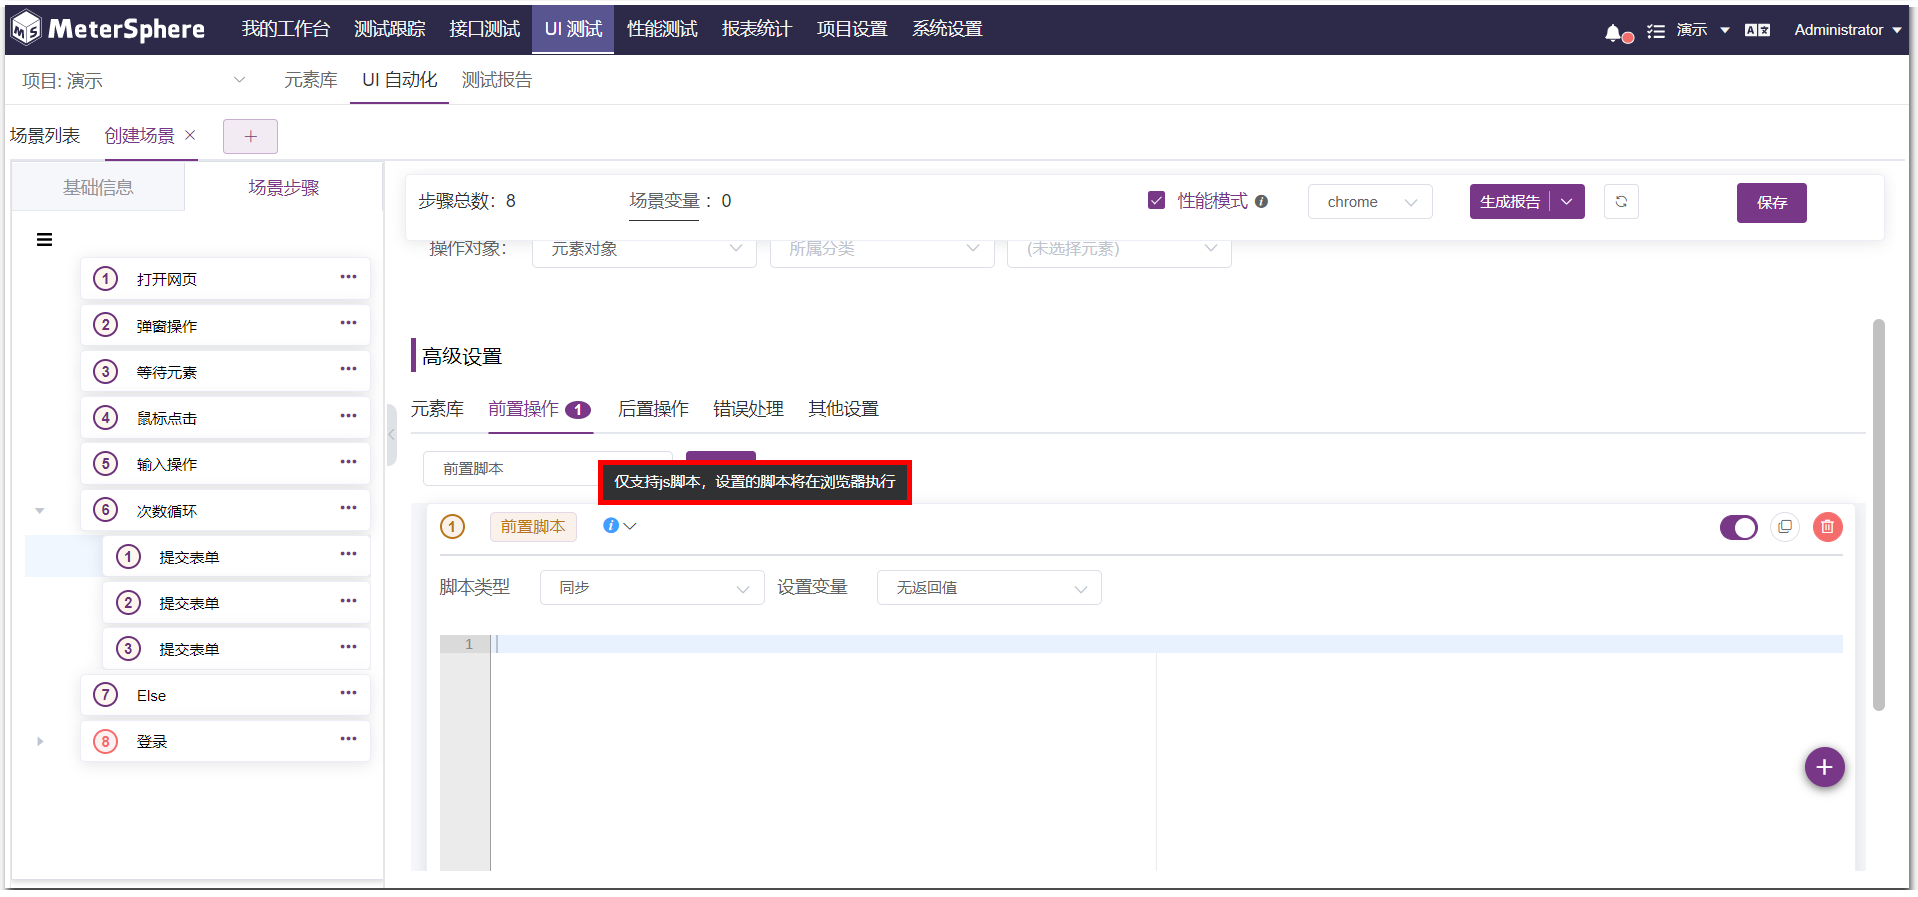 MS MeterSphere 我的工作台 测试跟踪 接口测试 UI 测试 性能测试 报表统计 项目设置 系统设置 演示 Administrator
项目: 演示 元素库 UI 自动化 测试报告
场景列表 创建场景
基础信息 场景步骤
步骤总数: 8 场景变量 : 0 性能模式 chrome 生成报告 保存
操作对象: 元素对象 所属分类 (未选择元素)
1 打开网页
2 弹窗操作
3 等待元素
4 鼠标点击
5 输入操作
6 次数循环
1 提交表单
2 提交表单
3 提交表单
7 Else
8 登录
高级设置
元素库 前置操作 1 后置操作 错误处理 其他设置
前置脚本
仅支持js脚本，设置的脚本将在浏览器执行
1 前置脚本
脚本类型 同步 设置变量 无返回值
1